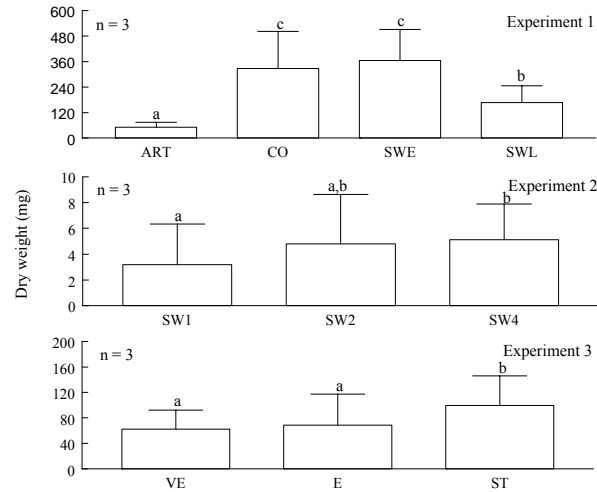 600
n = 3
Experiment 1
c
c
480
360
240
b
120
a
0
ART
CO
SWE
SWL
Dry weight (mg)
10
n = 3
Experiment 2
a,b
b
8
a
6
4
2
0
SW1
SW2
SW4
200
n = 3
Experiment 3
160
b
120
a
a
80
40
0
VE
E
ST